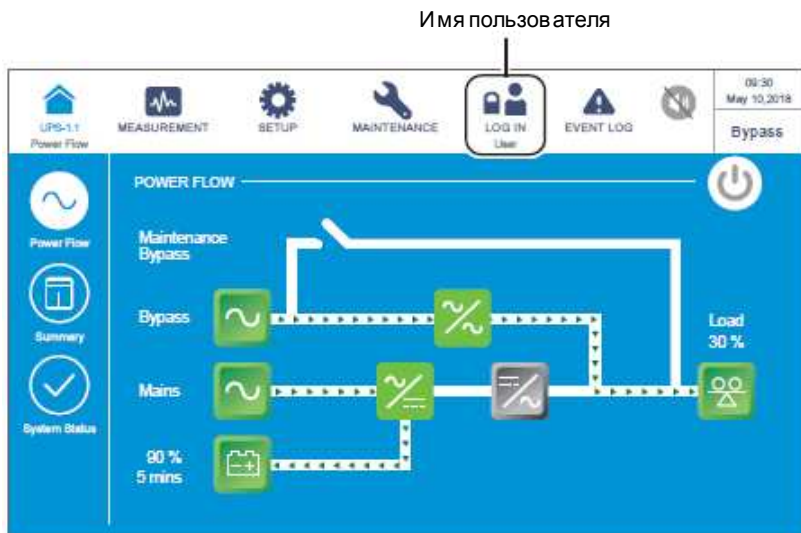 Имя пользователя
UPS-1.1
Power Flow
MEASUREMENT
SETUP
MAINTENANCE
LOG IN
User
EVENT LOG
09:30
May 10,2018
Bypass
Power Flow
Summary
System Status
POWER FLOW
Maintenance
Bypass
Bypass
Mains
90 %
5 mins
Load
30 %